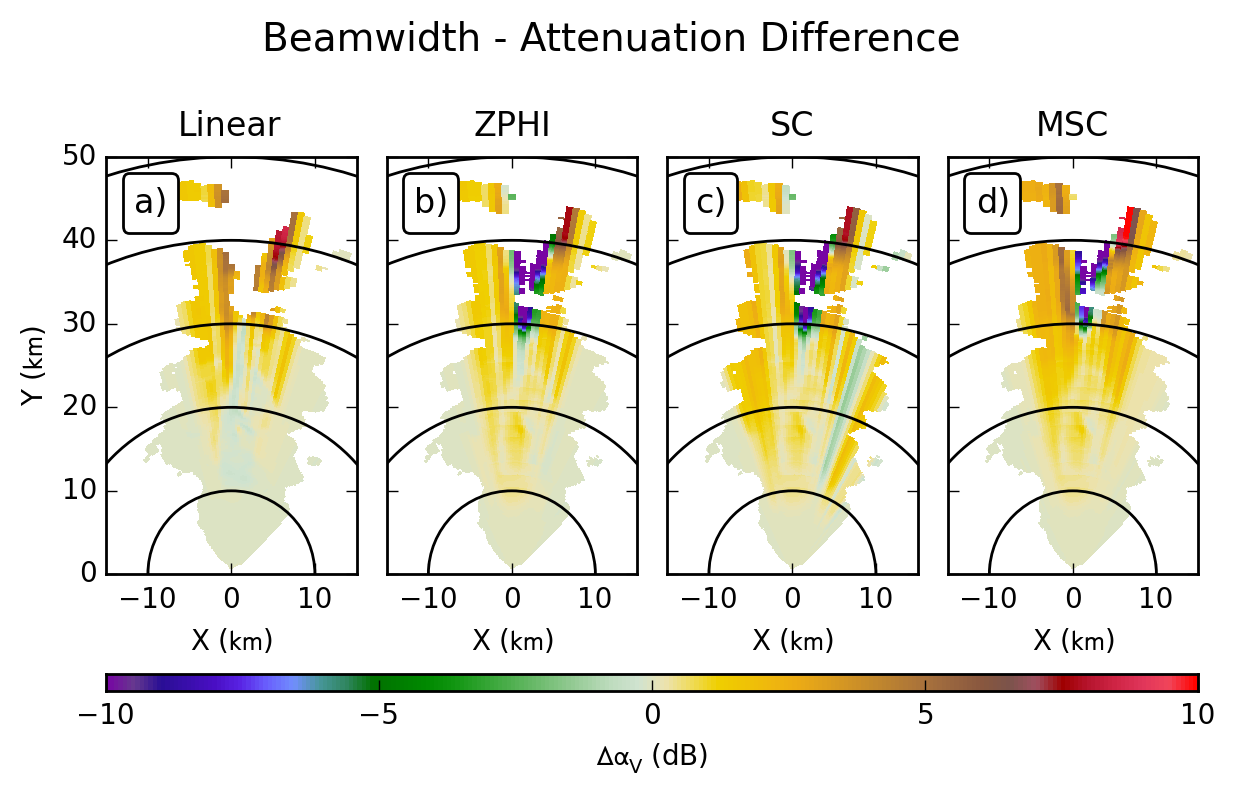 Beamwidth - Attenuation Difference
Linear ZPHI SC MSC
a) b) c) d)
50
40
30
20
10
0
Y (km)
−10 0 10 −10 0 10 −10 0 10 −10 0 10
X (km) X (km) X (km) X (km)
−10 −5 0 5 10
Δα_V (dB)